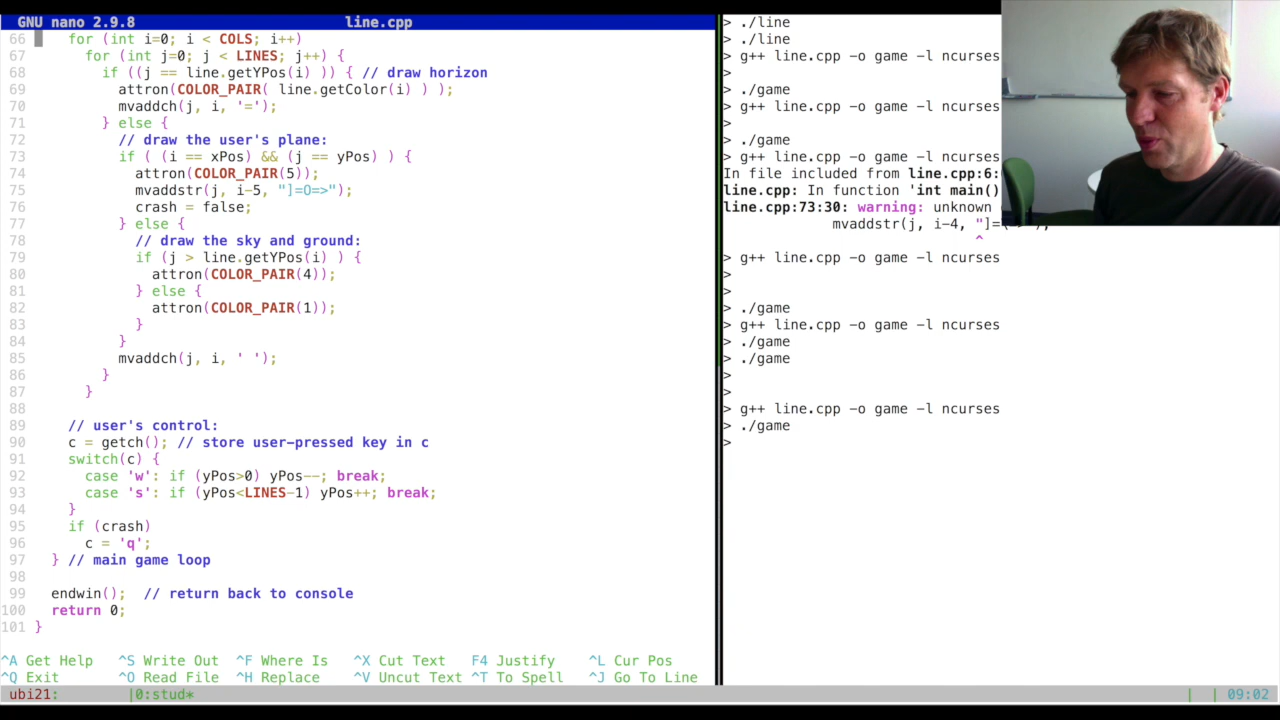 GNU nano 2.9.8 line.cpp
66 for (int i=0; i < COLS; i++)
67 for (int j=0; j < LINES; j++) {
68 if ((j == line.getYPos(i) )) { // draw horizon
69 attron(COLOR_PAIR( line.getColor(i) ) );
70 mvaddch(j, i, '=');
71 } else {
72 // draw the user's plane:
73 if ( (i == xPos) && (j == yPos) ) {
74 attron(COLOR_PAIR(5));
75 mvaddstr(j, i-5, "]=O=>");
76 crash = false;
77 } else {
78 // draw the sky and ground:
79 if (j > line.getYPos(i) ) {
80 attron(COLOR_PAIR(4));
81 } else {
82 attron(COLOR_PAIR(1));
83 }
84 }
85 mvaddch(j, i, ' ');
86 }
87 }
88
89 // user's control:
90 c = getch(); // store user-pressed key in c
91 switch(c) {
92 case 'w': if (yPos>0) yPos--; break;
93 case 's': if (yPos<LINES-1) yPos++; break;
94 }
95 if (crash)
96 c = 'q';
97 } // main game loop
98
99 endwin(); // return back to console
100 return 0;
101 }
^A Get Help ^S Write Out ^F Where Is ^X Cut Text F4 Justify ^L Cur Pos
^Q Exit ^O Read File ^H Replace ^V Uncut Text ^T To Spell ^J Go To Line
> ./line
> ./line
> g++ line.cpp -o game -l ncurses
>
> ./game
> g++ line.cpp -o game -l ncurses
>
> ./game
> g++ line.cpp -o game -l ncurses
In file included from line.cpp:6:
line.cpp: In function 'int main()
line.cpp:73:30: warning: unknown
mvaddstr(j, i-4, "]=
^
> g++ line.cpp -o game -l ncurses
>
>
> ./game
> g++ line.cpp -o game -l ncurses
> ./game
> ./game
>
>
> g++ line.cpp -o game -l ncurses
> ./game
>
ubi21: |0:stud* | | 09:02